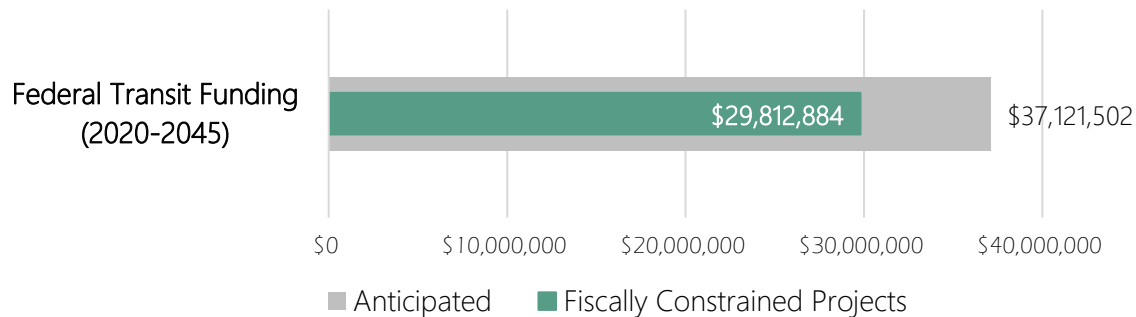 Federal Transit Funding
(2020-2045)
$29,812,884
$37,121,502
$0
$10,000,000
$20,000,000
$30,000,000
$40,000,000
Anticipated
Fiscally Constrained Projects